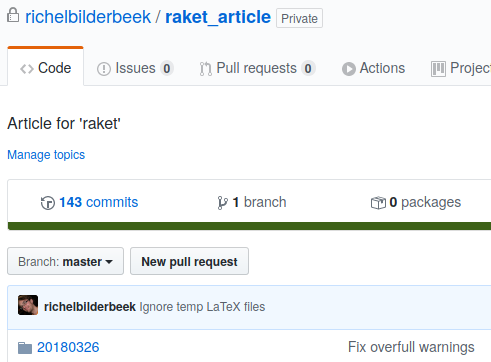 richelbilderbeek / raket_article Private
Code Issues 0 Pull requests 0 Actions Projec
Article for 'raket'
Manage topics
143 commits 1 branch 0 packages
Branch: master New pull request
richelbilderbeek Ignore temp LaTeX files
20180326 Fix overfull warnings